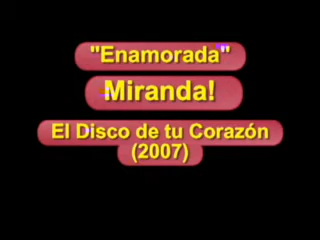 "Enamorada"
Miranda!
El Disco de tu Corazón
(2007)